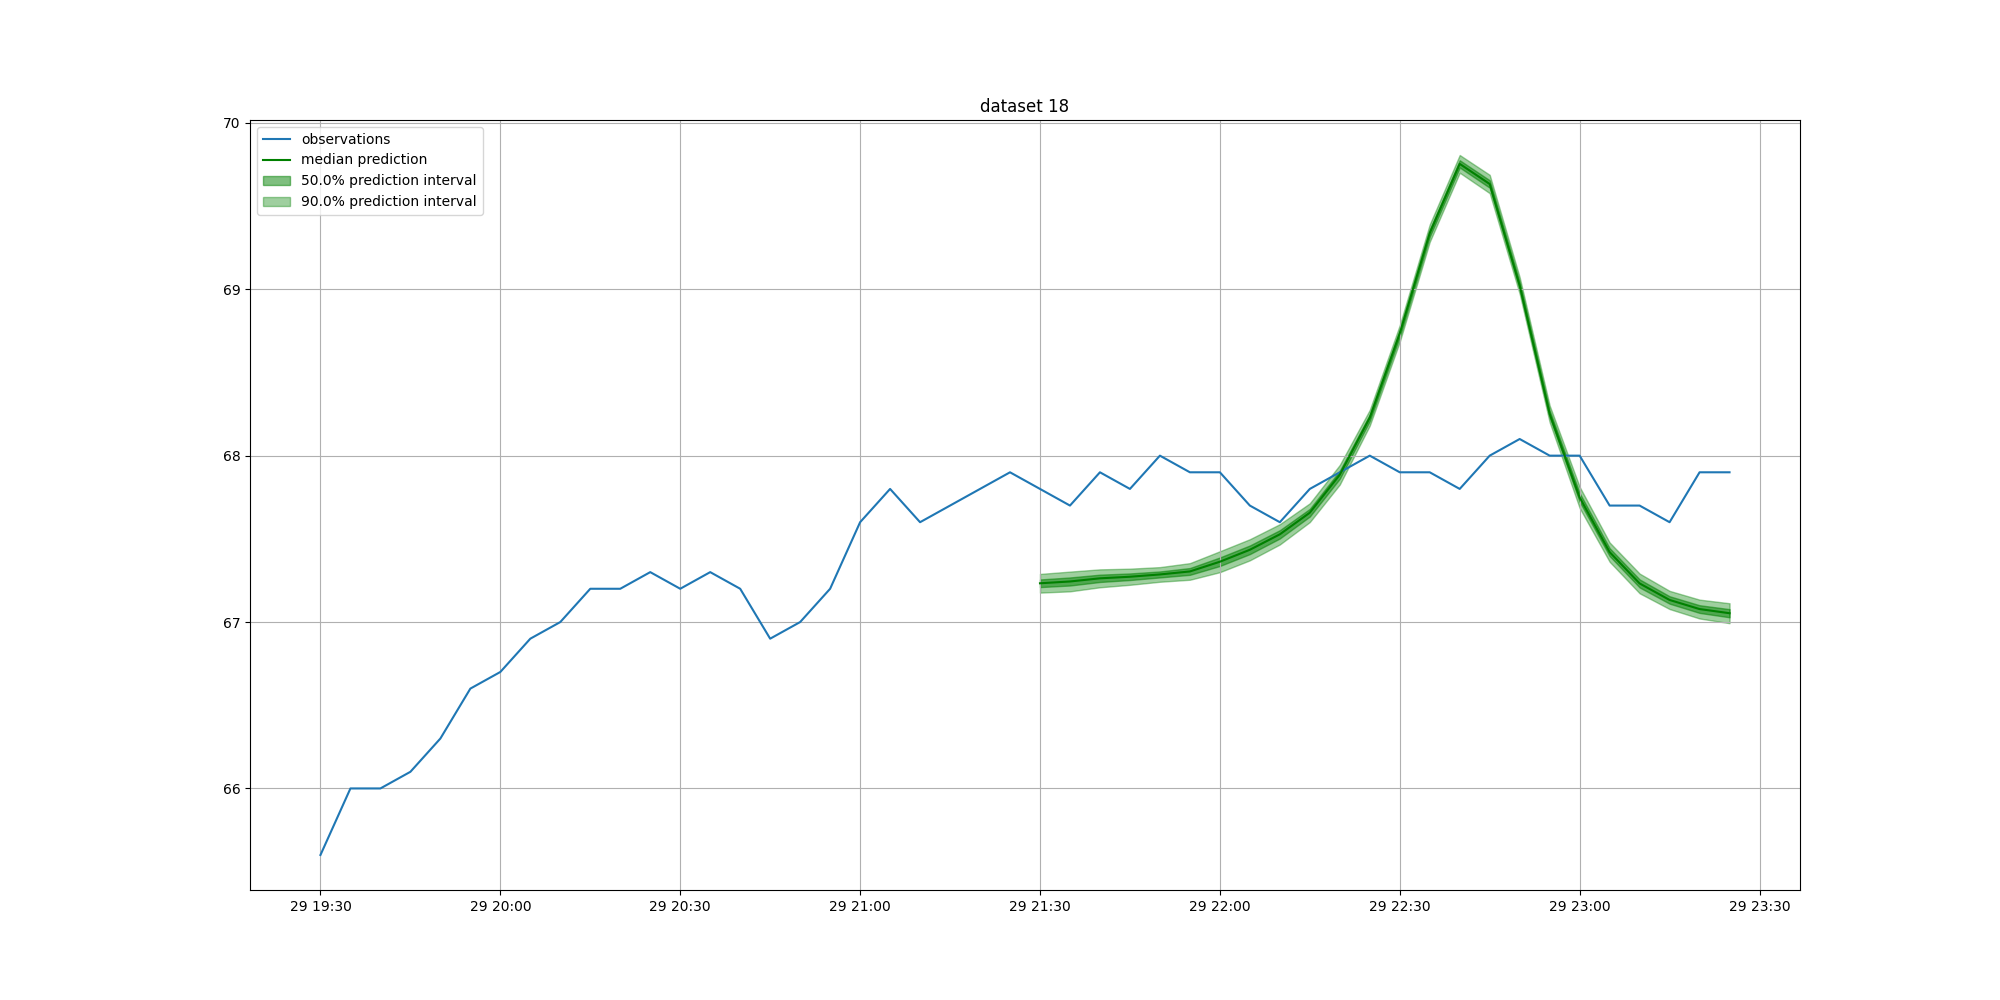 dataset 18
observations
median prediction
50.0% prediction interval
90.0% prediction interval
70
69
68
67
66
29 19:30 29 20:00 29 20:30 29 21:00 29 21:30 29 22:00 29 22:30 29 23:00 29 23:30